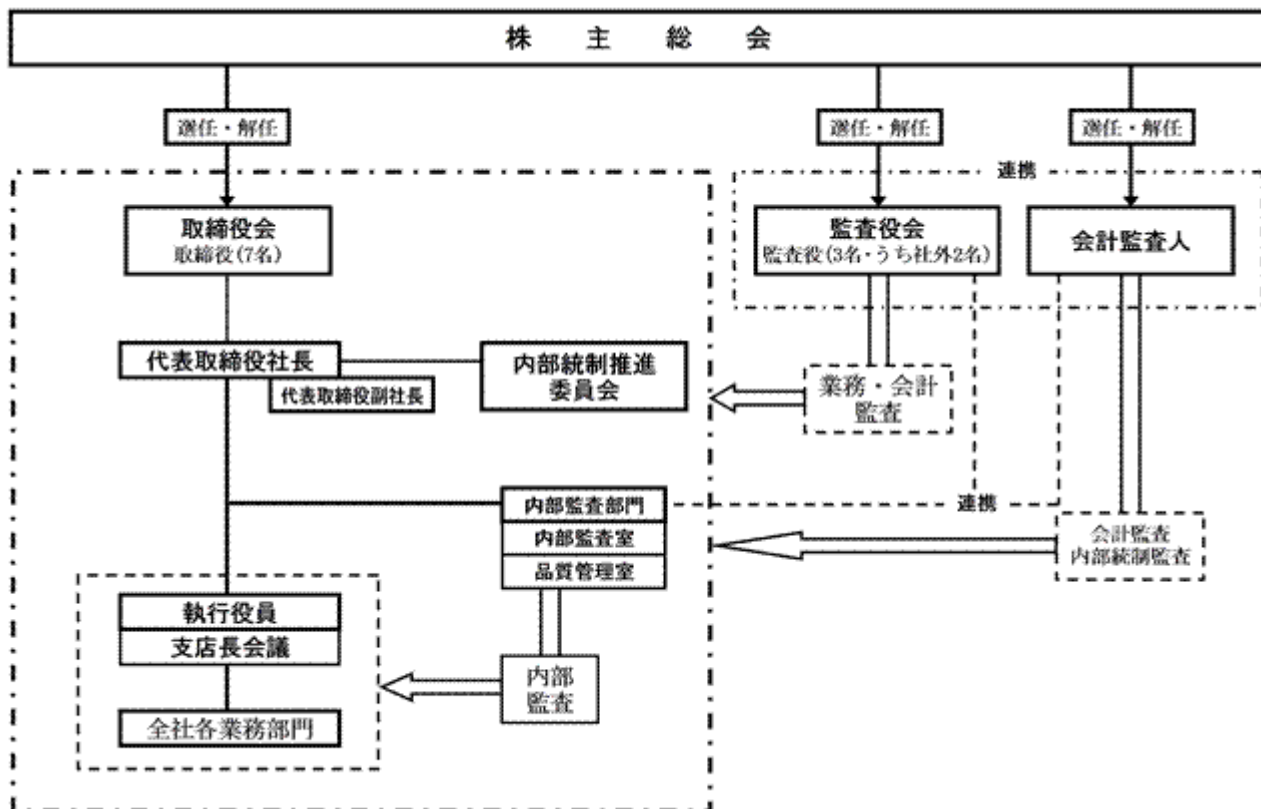 株主総会
選任・解任
選任・解任
選任・解任
連携
取締役会
取締役(7名)
監査役会
監査役(3名・うち社外2名)
会計監査人
代表取締役社長
代表取締役副社長
内部統制推進
委員会
業務・会計
監査
内部監査部門
内部監査室
品質管理室
連携
会計監査
内部統制監査
執行役員
支店長会議
内部
監査
全社各業務部門